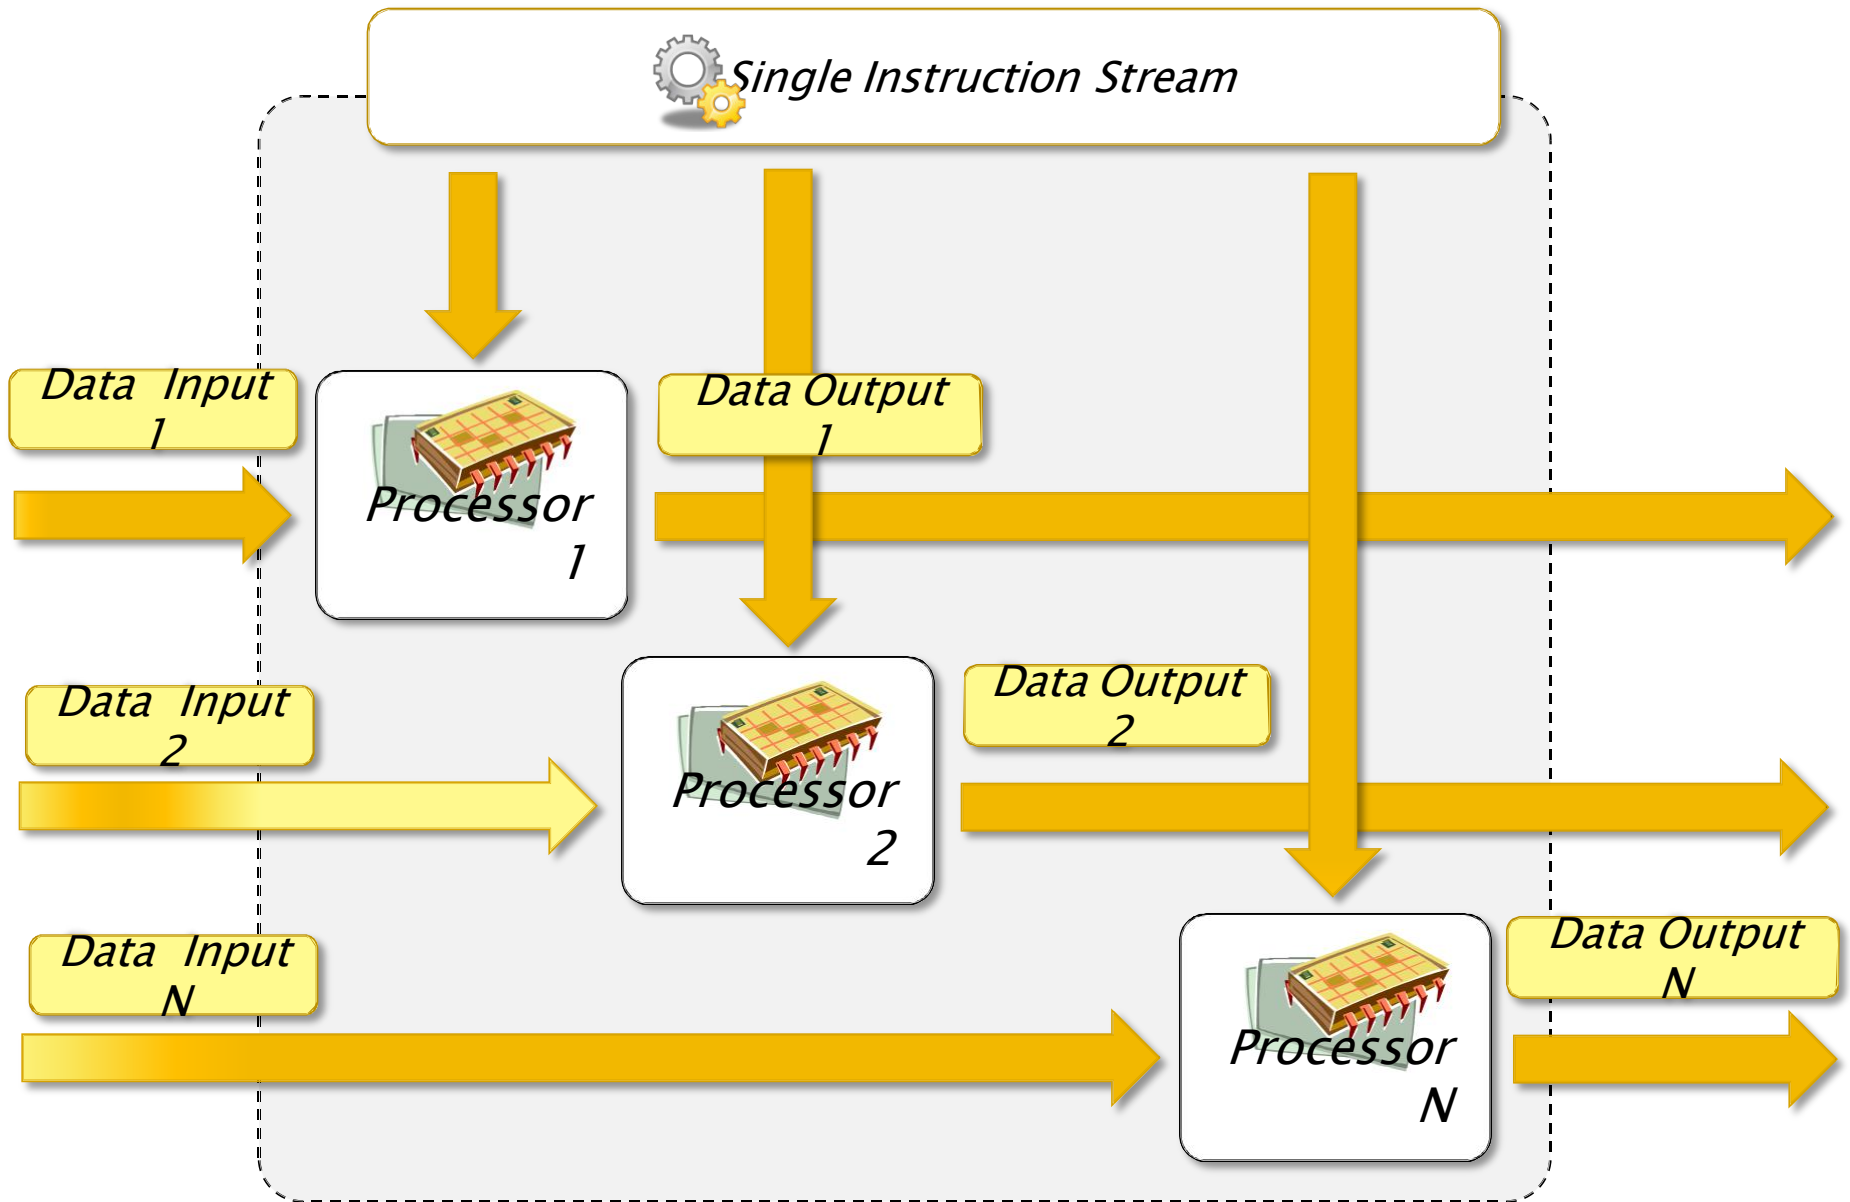 Single Instruction Stream
Data Input
1
Data Output
1
Processor
1
Data Input
2
Data Output
2
Processor
2
Data Input
N
Data Output
N
Processor
N